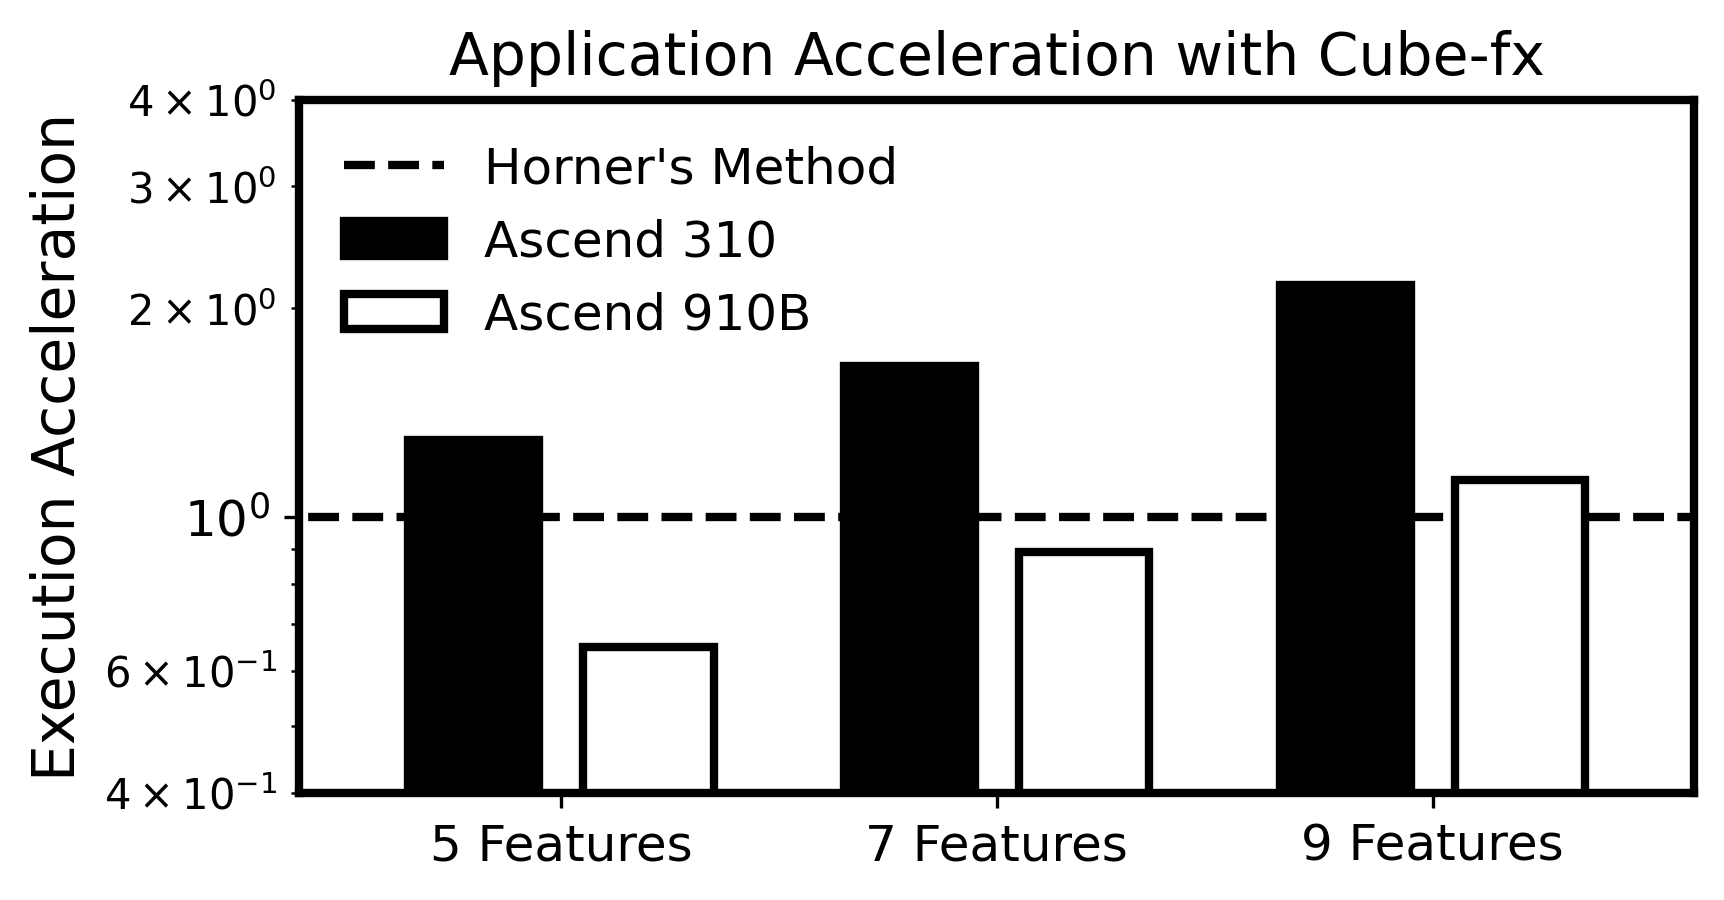 Application Acceleration with Cube-fx
Execution Acceleration
4 × 10⁰
3 × 10⁰
2 × 10⁰
10⁰
6 × 10⁻¹
4 × 10⁻¹
Horner's Method
Ascend 310
Ascend 910B
5 Features
7 Features
9 Features